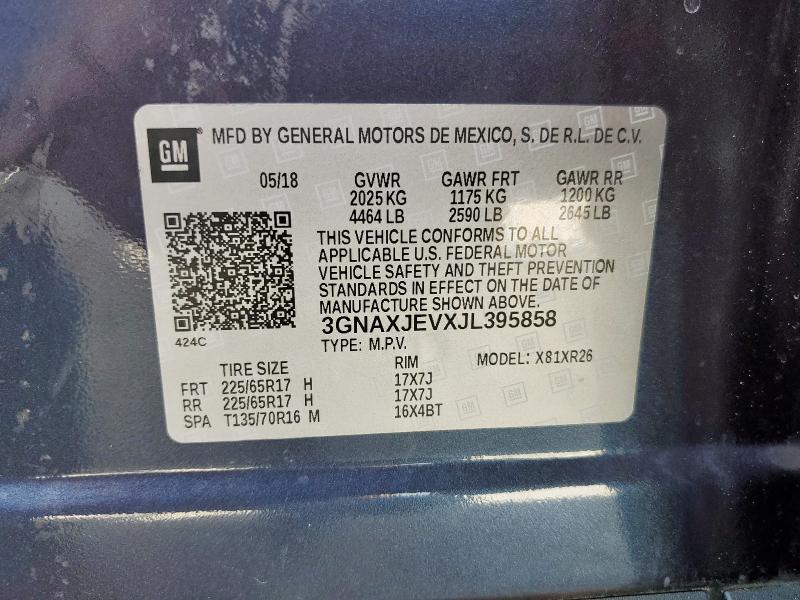 GM
MFD BY GENERAL MOTORS DE MEXICO, S. DE R.L. DE C.V.
05/18 GVWR GAWR FRT GAWR RR
2025 KG 1175 KG 1200 KG
4464 LB 2590 LB 2645 LB
THIS VEHICLE CONFORMS TO ALL
APPLICABLE U.S. FEDERAL MOTOR
VEHICLE SAFETY AND THEFT PREVENTION
STANDARDS IN EFFECT ON THE DATE OF
MANUFACTURE SHOWN ABOVE.
3GNAXJEVXJL395858
424C
TYPE: M.P.V. MODEL: X81XR26
TIRE SIZE RIM
FRT 225/65R17 H 17X7J
RR 225/65R17 H 17X7J
SPA T135/70R16 M 16X4BT